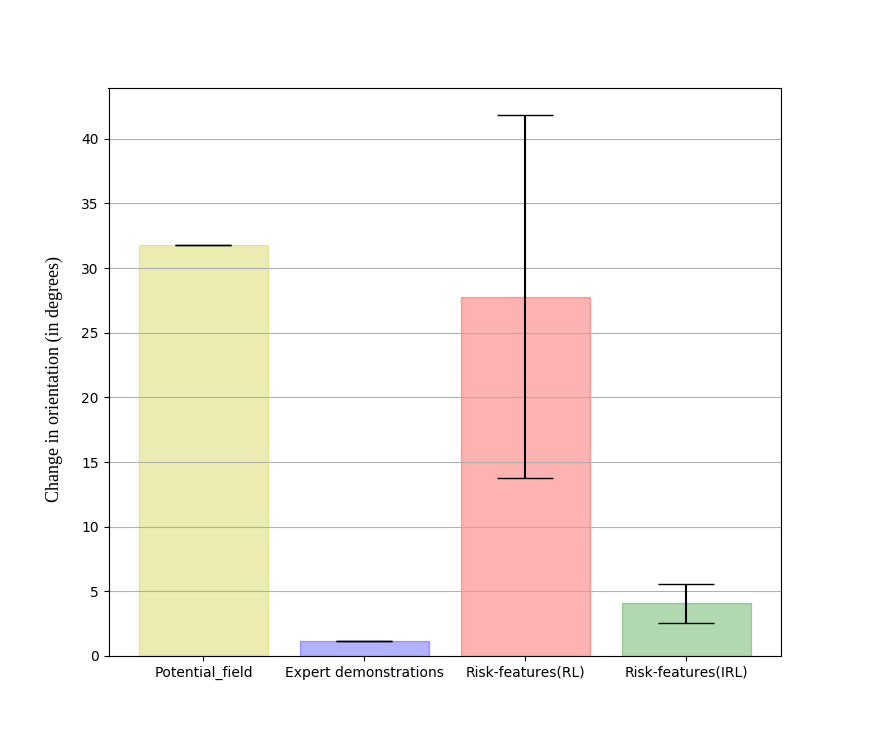 Change in orientation (in degrees)
40
35
30
25
20
15
10
5
0
Potential_field
Expert demonstrations
Risk-features(RL)
Risk-features(IRL)